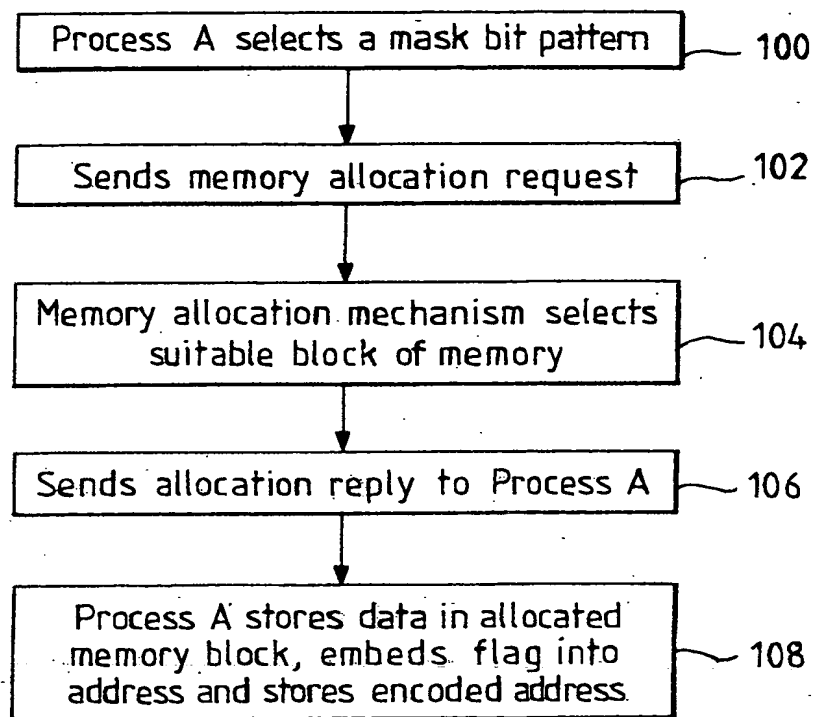 Process A selects a mask bit pattern
100
Sends memory allocation request
102
Memory allocation mechanism selects
suitable block of memory
104
Sends allocation reply to Process A
106
Process A stores data in allocated
memory block, embeds flag into
address and stores encoded address.
108